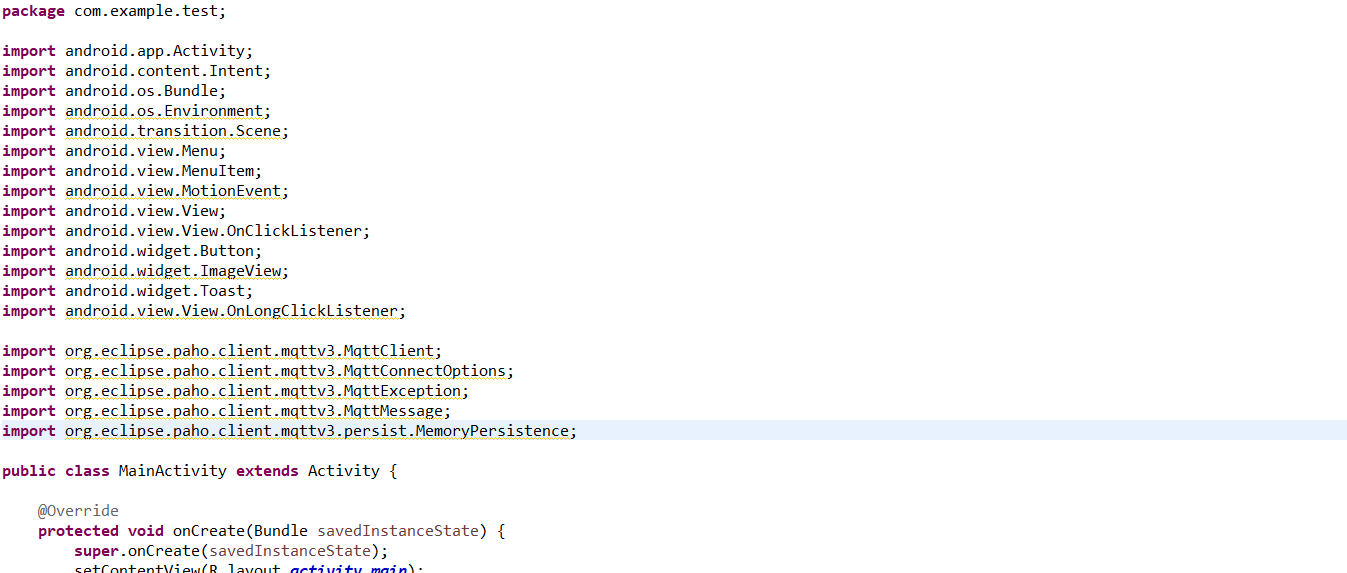 package com.example.test;
import android.app.Activity;
import android.content.Intent;
import android.os.Bundle;
import android.os.Environment;
import android.transition.Scene;
import android.view.Menu;
import android.view.MenuItem;
import android.view.MotionEvent;
import android.view.View;
import android.view.View.OnClickListener;
import android.widget.Button;
import android.widget.ImageView;
import android.widget.Toast;
import android.view.View.OnLongClickListener;
import org.eclipse.paho.client.mqttv3.MqttClient;
import org.eclipse.paho.client.mqttv3.MqttConnectOptions;
import org.eclipse.paho.client.mqttv3.MqttException;
import org.eclipse.paho.client.mqttv3.MqttMessage;
import org.eclipse.paho.client.mqttv3.persist.MemoryPersistence;
public class MainActivity extends Activity {
@Override
protected void onCreate(Bundle savedInstanceState) {
super.onCreate(savedInstanceState);
setContentView(R.layout.activity_main);